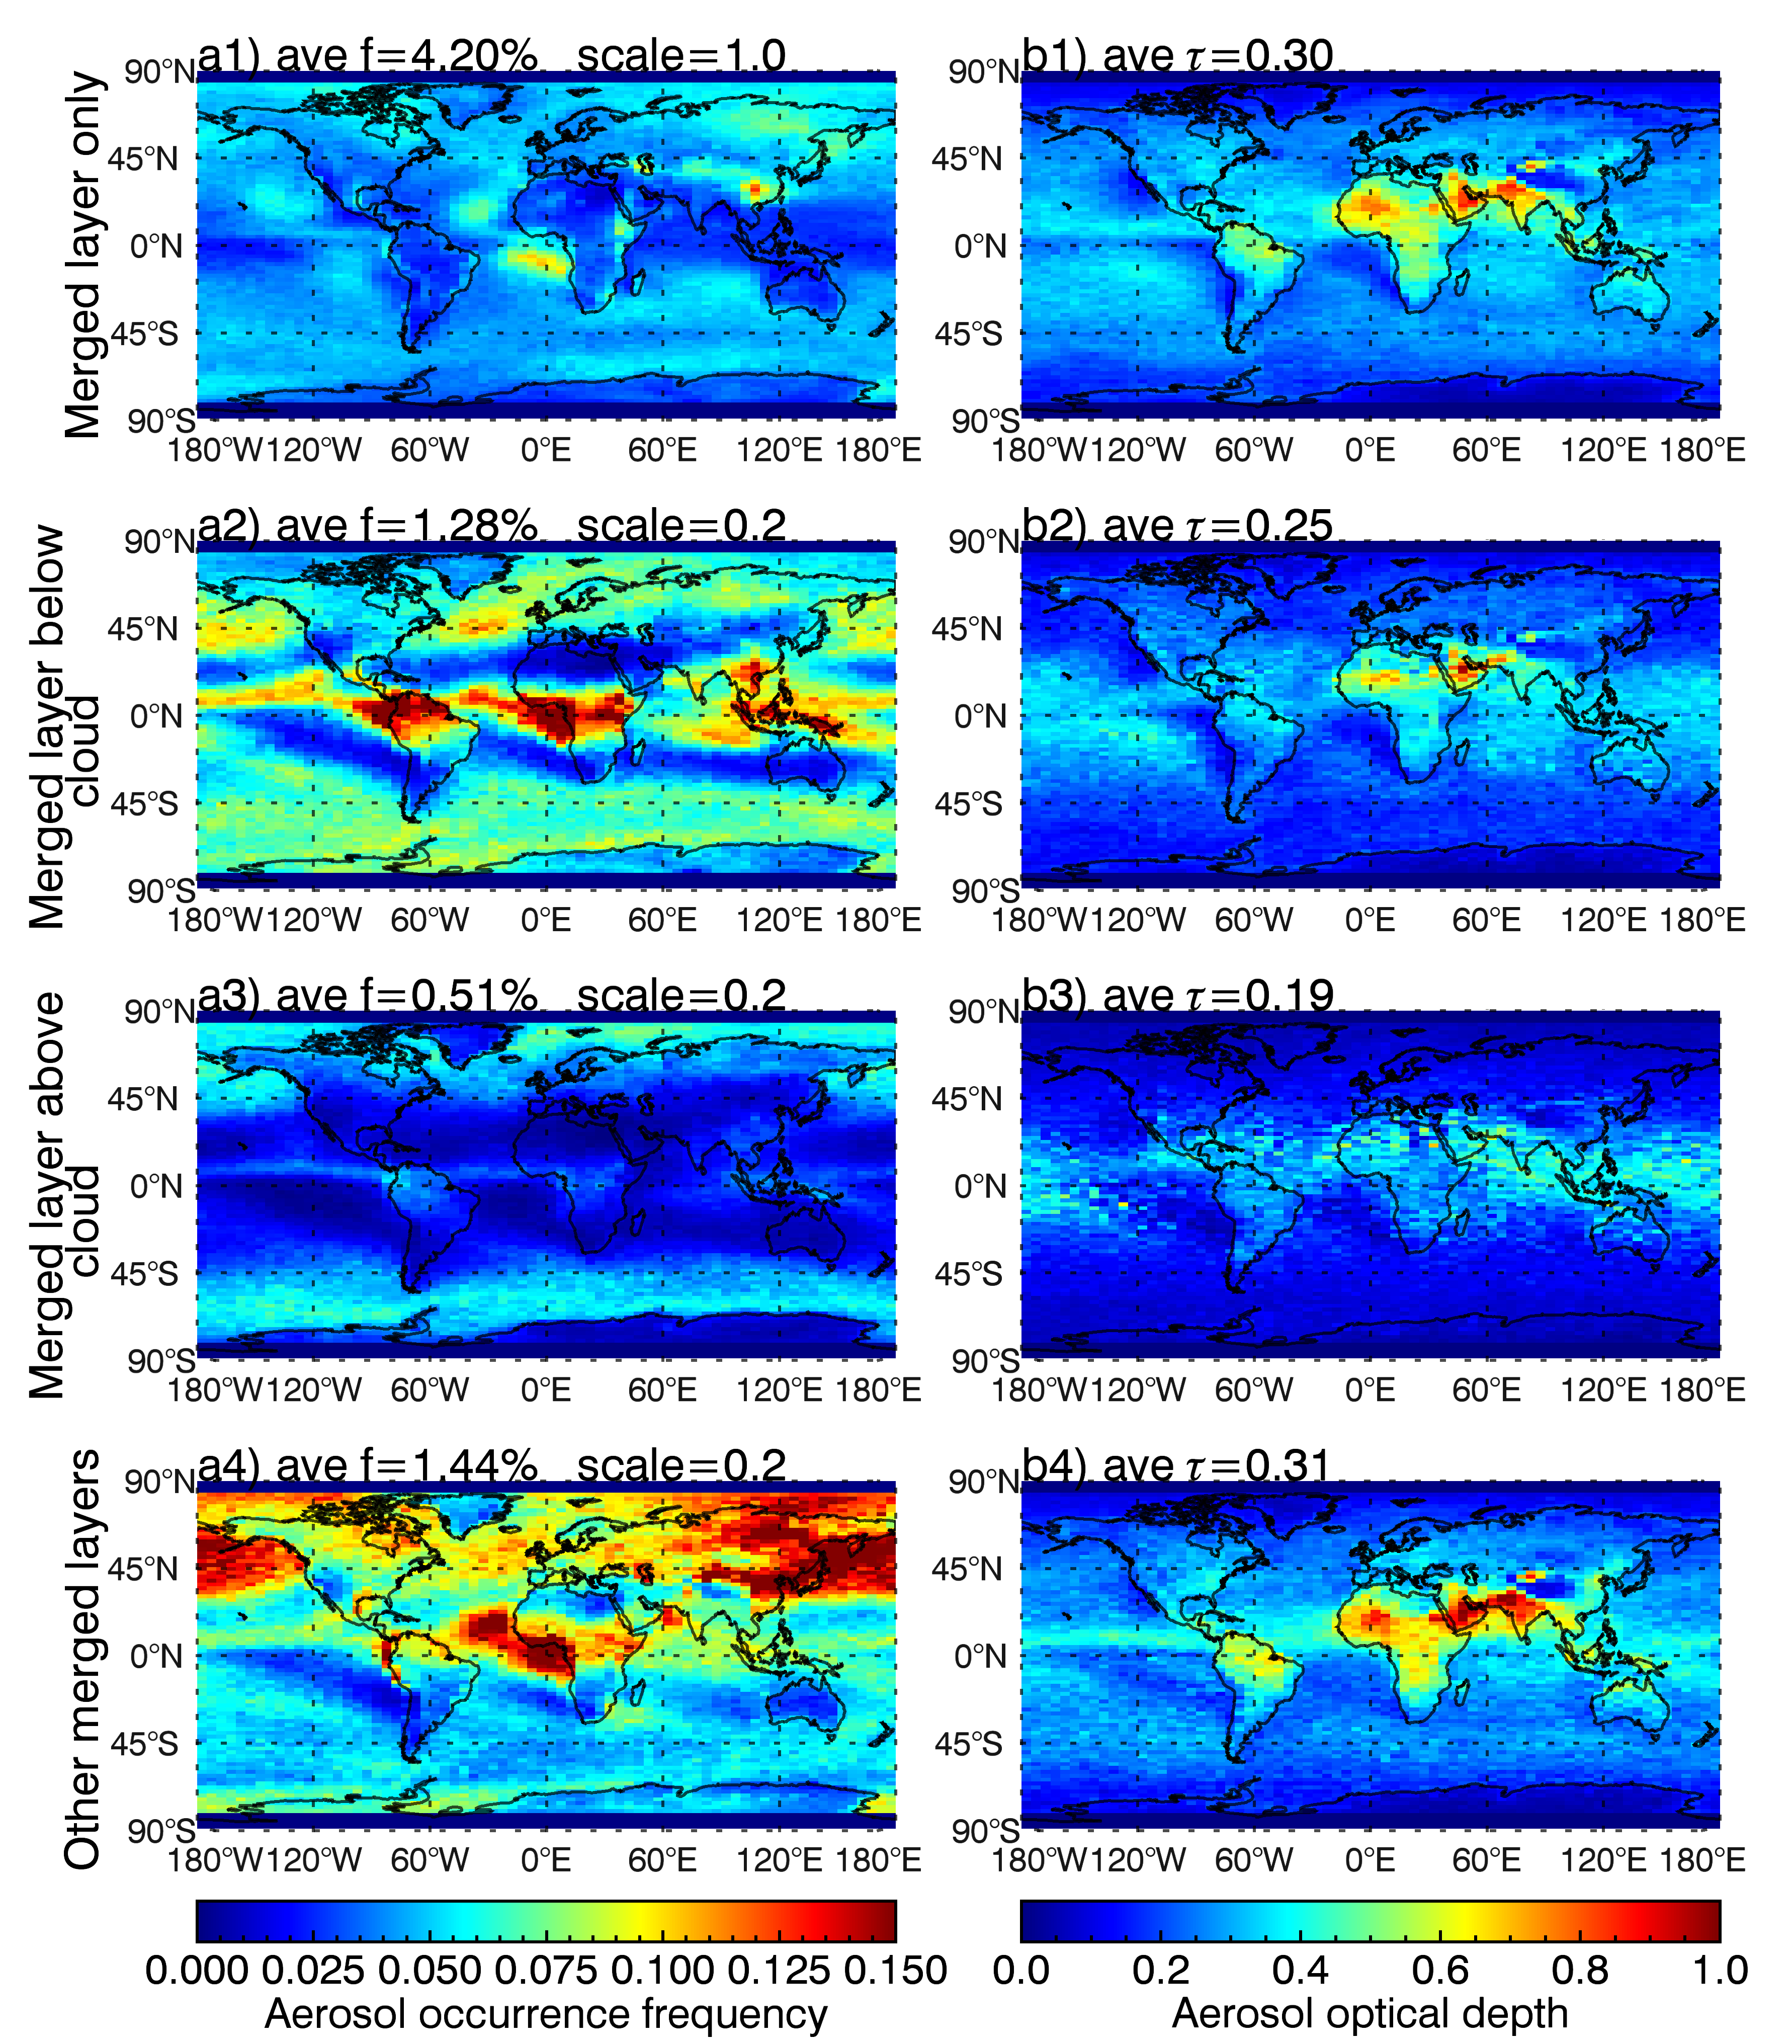 a1) ave f=4.20% scale=1.0
b1) ave τ=0.30
Merged layer only
90°N
45°N
0°N
45°S
90°S
180°W 120°W 60°W 0°E 60°E 120°E 180°E
90°N
45°N
0°N
45°S
90°S
180°W 120°W 60°W 0°E 60°E 120°E 180°E
a2) ave f=1.28% scale=0.2
b2) ave τ=0.25
Merged layer below
cloud
90°N
45°N
0°N
45°S
90°S
180°W 120°W 60°W 0°E 60°E 120°E 180°E
90°N
45°N
0°N
45°S
90°S
180°W 120°W 60°W 0°E 60°E 120°E 180°E
a3) ave f=0.51% scale=0.2
b3) ave τ=0.19
Merged layer above
cloud
90°N
45°N
0°N
45°S
90°S
180°W 120°W 60°W 0°E 60°E 120°E 180°E
90°N
45°N
0°N
45°S
90°S
180°W 120°W 60°W 0°E 60°E 120°E 180°E
a4) ave f=1.44% scale=0.2
b4) ave τ=0.31
Other merged layers
90°N
45°N
0°N
45°S
90°S
180°W 120°W 60°W 0°E 60°E 120°E 180°E
90°N
45°N
0°N
45°S
90°S
180°W 120°W 60°W 0°E 60°E 120°E 180°E
0.000 0.025 0.050 0.075 0.100 0.125 0.150
Aerosol occurrence frequency
0.0 0.2 0.4 0.6 0.8 1.0
Aerosol optical depth